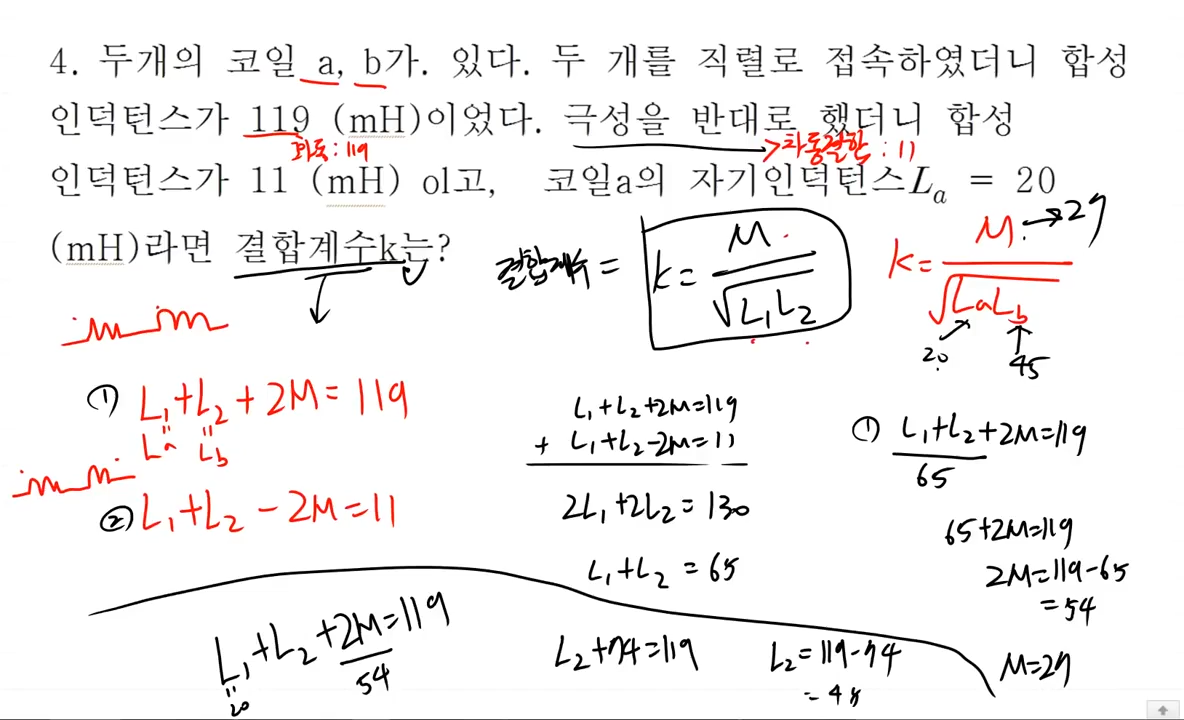 4. 두개의 코일 a, b가. 있다. 두 개를 직렬로 접속하였더니 합성
인덕턴스가 119 (mH)이었다. 극성을 반대로 했더니 합성
가동 : 119
>차동결합 : 11
인덕턴스가 11 (mH) ol고, 코일a의 자기인덕턴스Lₐ = 20
(mH)라면 결합계수k는?
결합계수 = k = M / √L₁L₂
k = M / √LaLb
→27
20
45
① L₁+L₂+2M=119
La Lb
② L₁+L₂-2M=11
L₁+L₂+2M=119
+ L₁+L₂-2M=11
2L₁+2L₂=130
L₁+L₂=65
① L₁+L₂+2M=119
65
65+2M=119
2M=119-65
=54
M=27
L₁+L₂+2M=119
20 54
L₂+74=119
L₂=119-74
=45